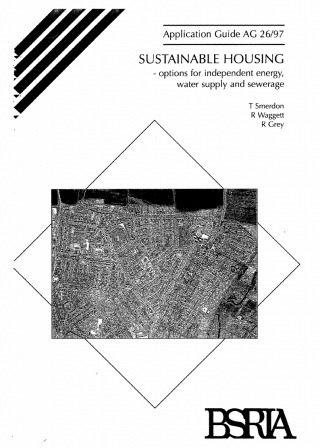 Application Guide AG 26/97
SUSTAINABLE HOUSING
- options for independent energy,
water supply and sewerage
T Smerdon
R Waggett
R Grey
BSRIA